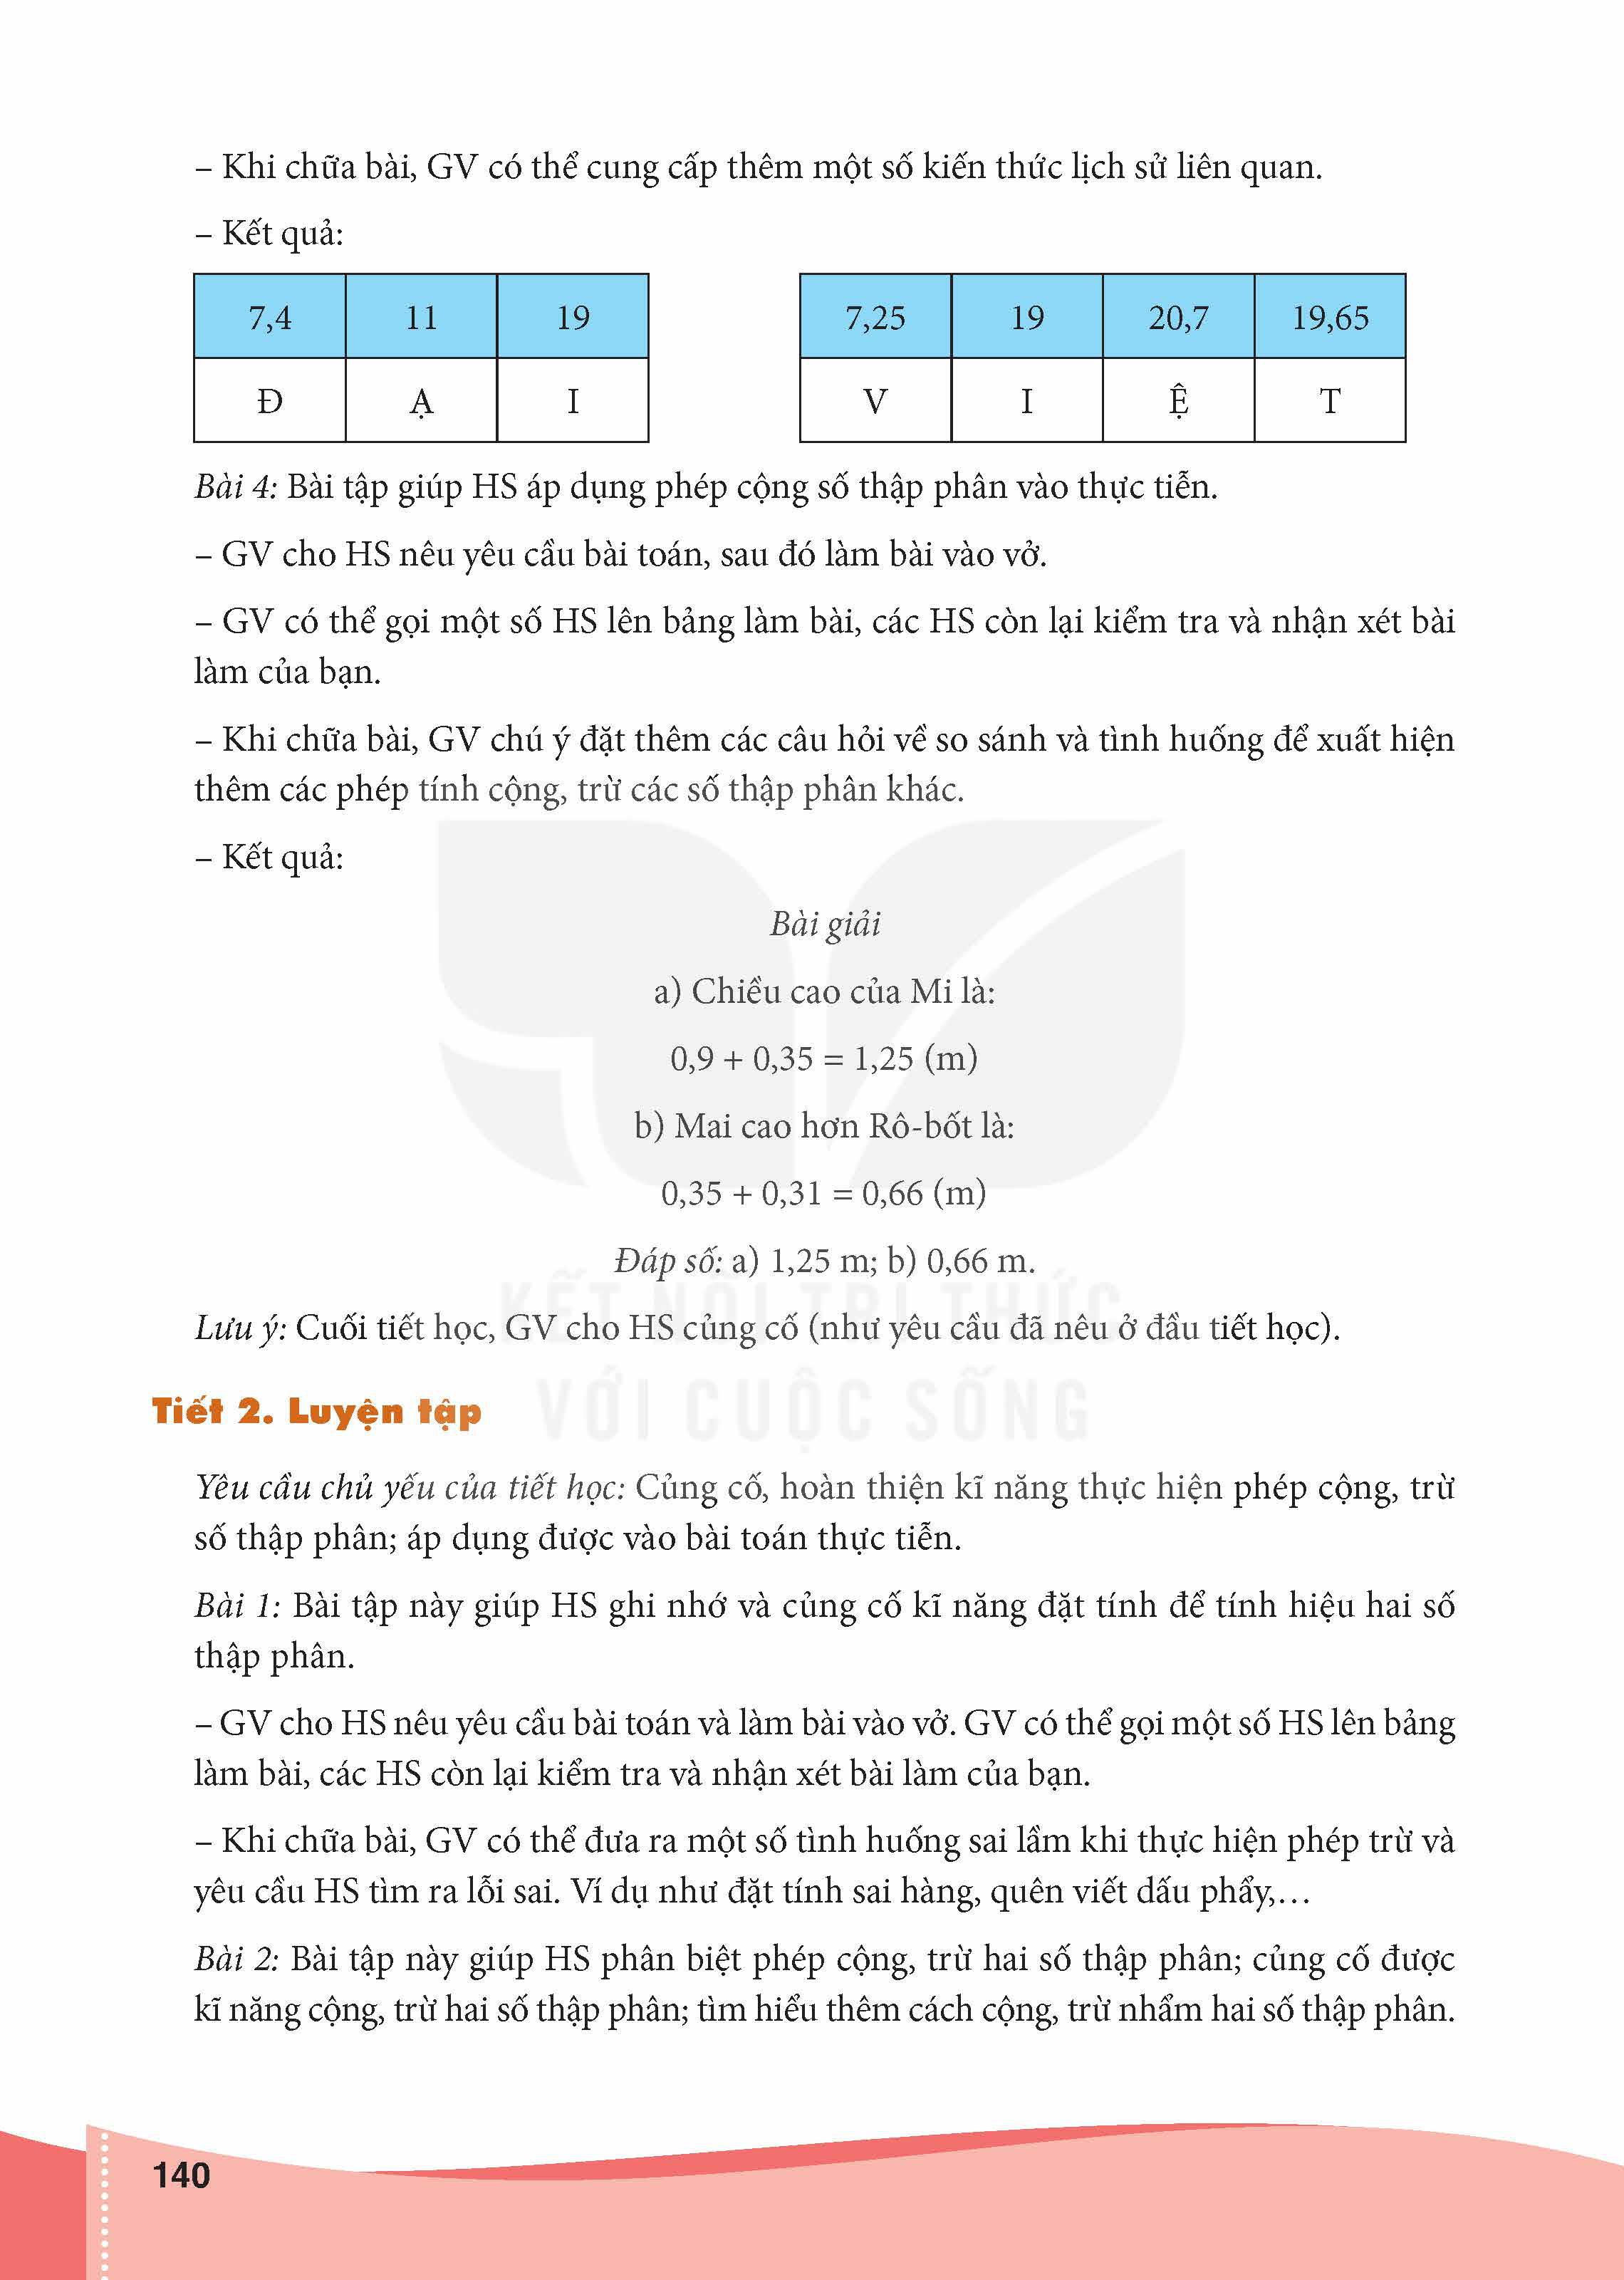 – Khi chữa bài, GV có thể cung cấp thêm một số kiến thức lịch sử liên quan.
– Kết quả:
7,4 11 19 7,25 19 20,7 19,65
Đ Ạ I V I Ệ T
Bài 4: Bài tập giúp HS áp dụng phép cộng số thập phân vào thực tiễn.
– GV cho HS nêu yêu cầu bài toán, sau đó làm bài vào vở.
– GV có thể gọi một số HS lên bảng làm bài, các HS còn lại kiểm tra và nhận xét bài
làm của bạn.
– Khi chữa bài, GV chú ý đặt thêm các câu hỏi về so sánh và tình huống để xuất hiện
thêm các phép tính cộng, trừ các số thập phân khác.
– Kết quả:
Bài giải
a) Chiều cao của Mi là:
0,9 + 0,35 = 1,25 (m)
b) Mai cao hơn Rô-bốt là:
0,35 + 0,31 = 0,66 (m)
Đáp số: a) 1,25 m; b) 0,66 m.
KẾT NỐI TRI THỨC
Lưu ý: Cuối tiết học, GV cho HS củng cố (như yêu cầu đã nêu ở đầu tiết học).
VỚI CUỘC SỐNG
Tiết 2. Luyện tập
Yêu cầu chủ yếu của tiết học: Củng cố, hoàn thiện kĩ năng thực hiện phép cộng, trừ
số thập phân; áp dụng được vào bài toán thực tiễn.
Bài 1: Bài tập này giúp HS ghi nhớ và củng cố kĩ năng đặt tính để tính hiệu hai số
thập phân.
– GV cho HS nêu yêu cầu bài toán và làm bài vào vở. GV có thể gọi một số HS lên bảng
làm bài, các HS còn lại kiểm tra và nhận xét bài làm của bạn.
– Khi chữa bài, GV có thể đưa ra một số tình huống sai lầm khi thực hiện phép trừ và
yêu cầu HS tìm ra lỗi sai. Ví dụ như đặt tính sai hàng, quên viết dấu phẩy,…
Bài 2: Bài tập này giúp HS phân biệt phép cộng, trừ hai số thập phân; củng cố được
kĩ năng cộng, trừ hai số thập phân; tìm hiểu thêm cách cộng, trừ nhẩm hai số thập phân.
140